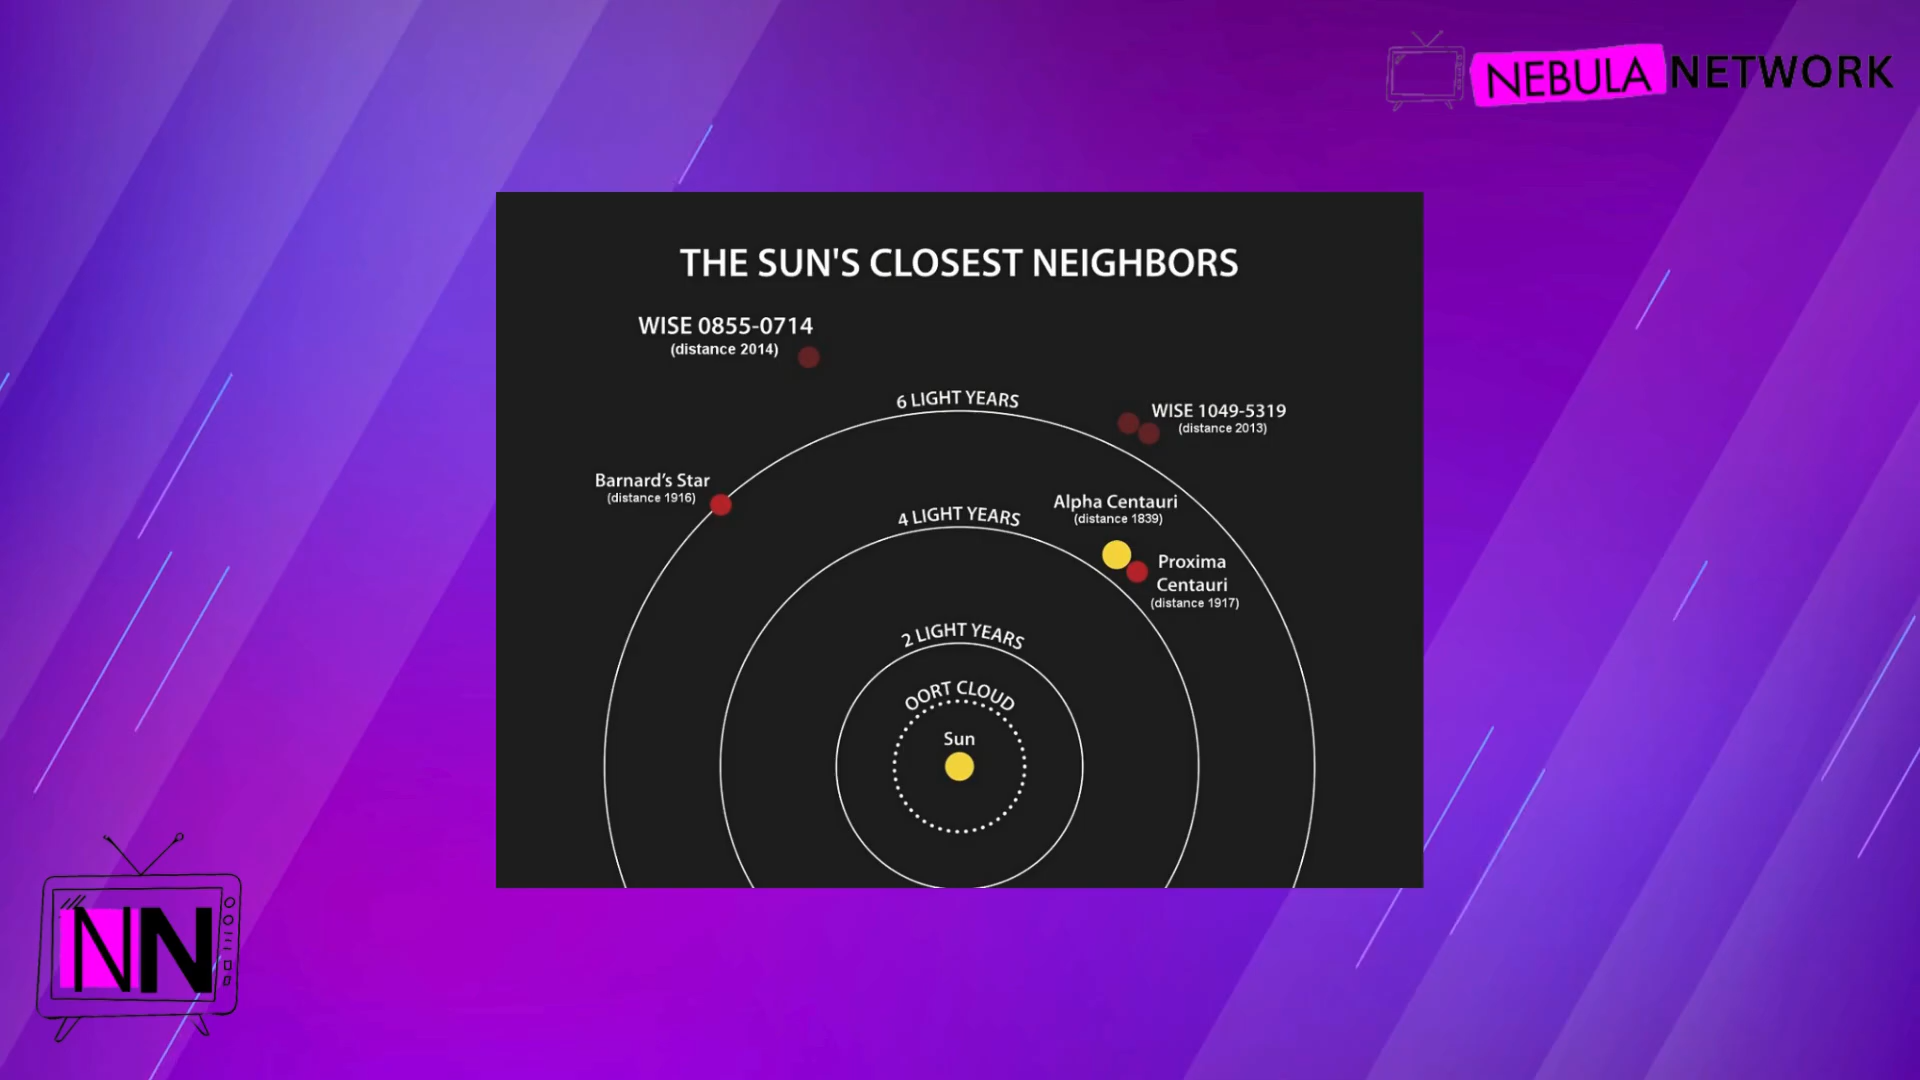 NEBULA NETWORK
THE SUN'S CLOSEST NEIGHBORS
WISE 0855-0714
(distance 2014)
6 LIGHT YEARS
WISE 1049-5319
(distance 2013)
Barnard's Star
(distance 1916)
Alpha Centauri
(distance 1839)
4 LIGHT YEARS
Proxima
Centauri
(distance 1917)
2 LIGHT YEARS
OORT CLOUD
Sun
NN